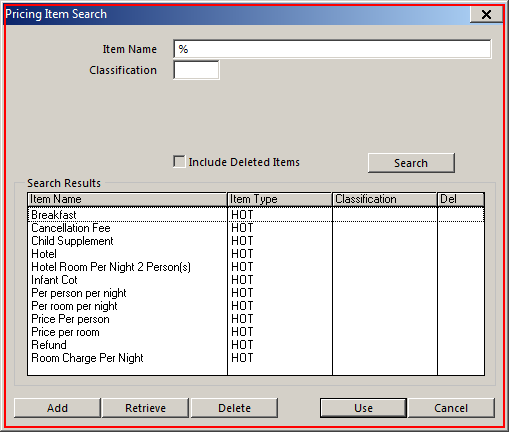 Pricing Item Search
Item Name %
Classification
Include Deleted Items Search
Search Results
Item Name Item Type Classification Del
Breakfast HOT
Cancellation Fee HOT
Child Supplement HOT
Hotel HOT
Hotel Room Per Night 2 Person(s) HOT
Infant Cot HOT
Per person per night HOT
Per room per night HOT
Price Per person HOT
Price per room HOT
Refund HOT
Room Charge Per Night HOT
Add Retrieve Delete Use Cancel